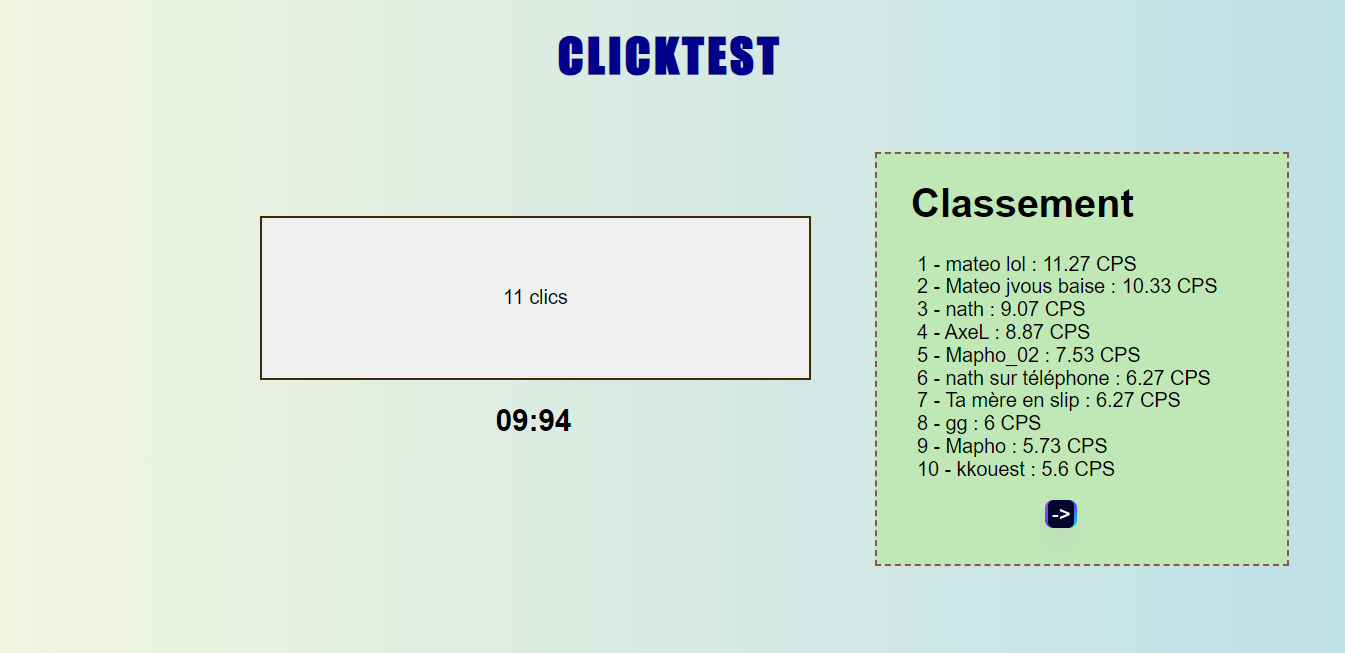 CLICKTEST
11 clics
09:94
Classement
1 - mateo lol : 11.27 CPS
2 - Mateo jvous baise : 10.33 CPS
3 - nath : 9.07 CPS
4 - AxeL : 8.87 CPS
5 - Mapho_02 : 7.53 CPS
6 - nath sur téléphone : 6.27 CPS
7 - Ta mère en slip : 6.27 CPS
8 - gg : 6 CPS
9 - Mapho : 5.73 CPS
10 - kkouest : 5.6 CPS
->